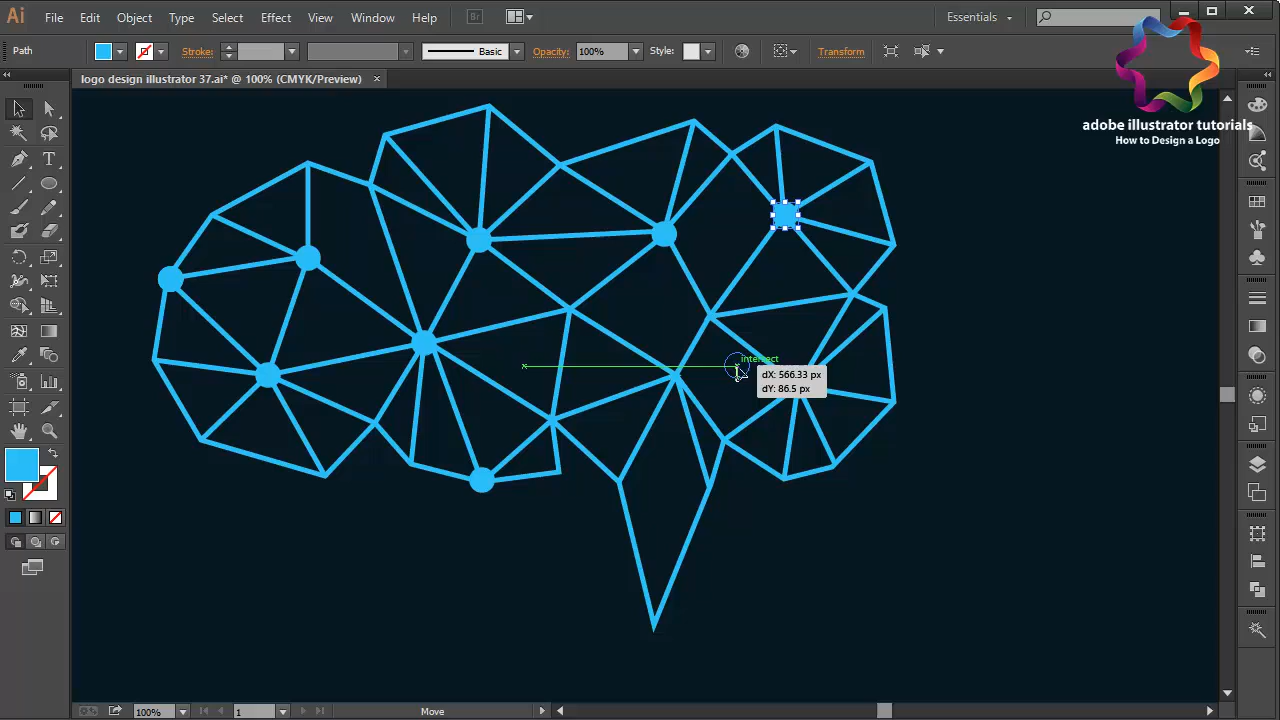 Ai File Edit Object Type Select Effect View Window Help Br Essentials
Path Stroke: Basic Opacity: 100% Style: Transform
logo design illustrator 37.ai* @ 100% (CMYK/Preview) ×
adobe illustrator tutorials
How to Design a Logo
T
intersect
dX: 566.33 px
dY: 86.5 px
100% 1 Move